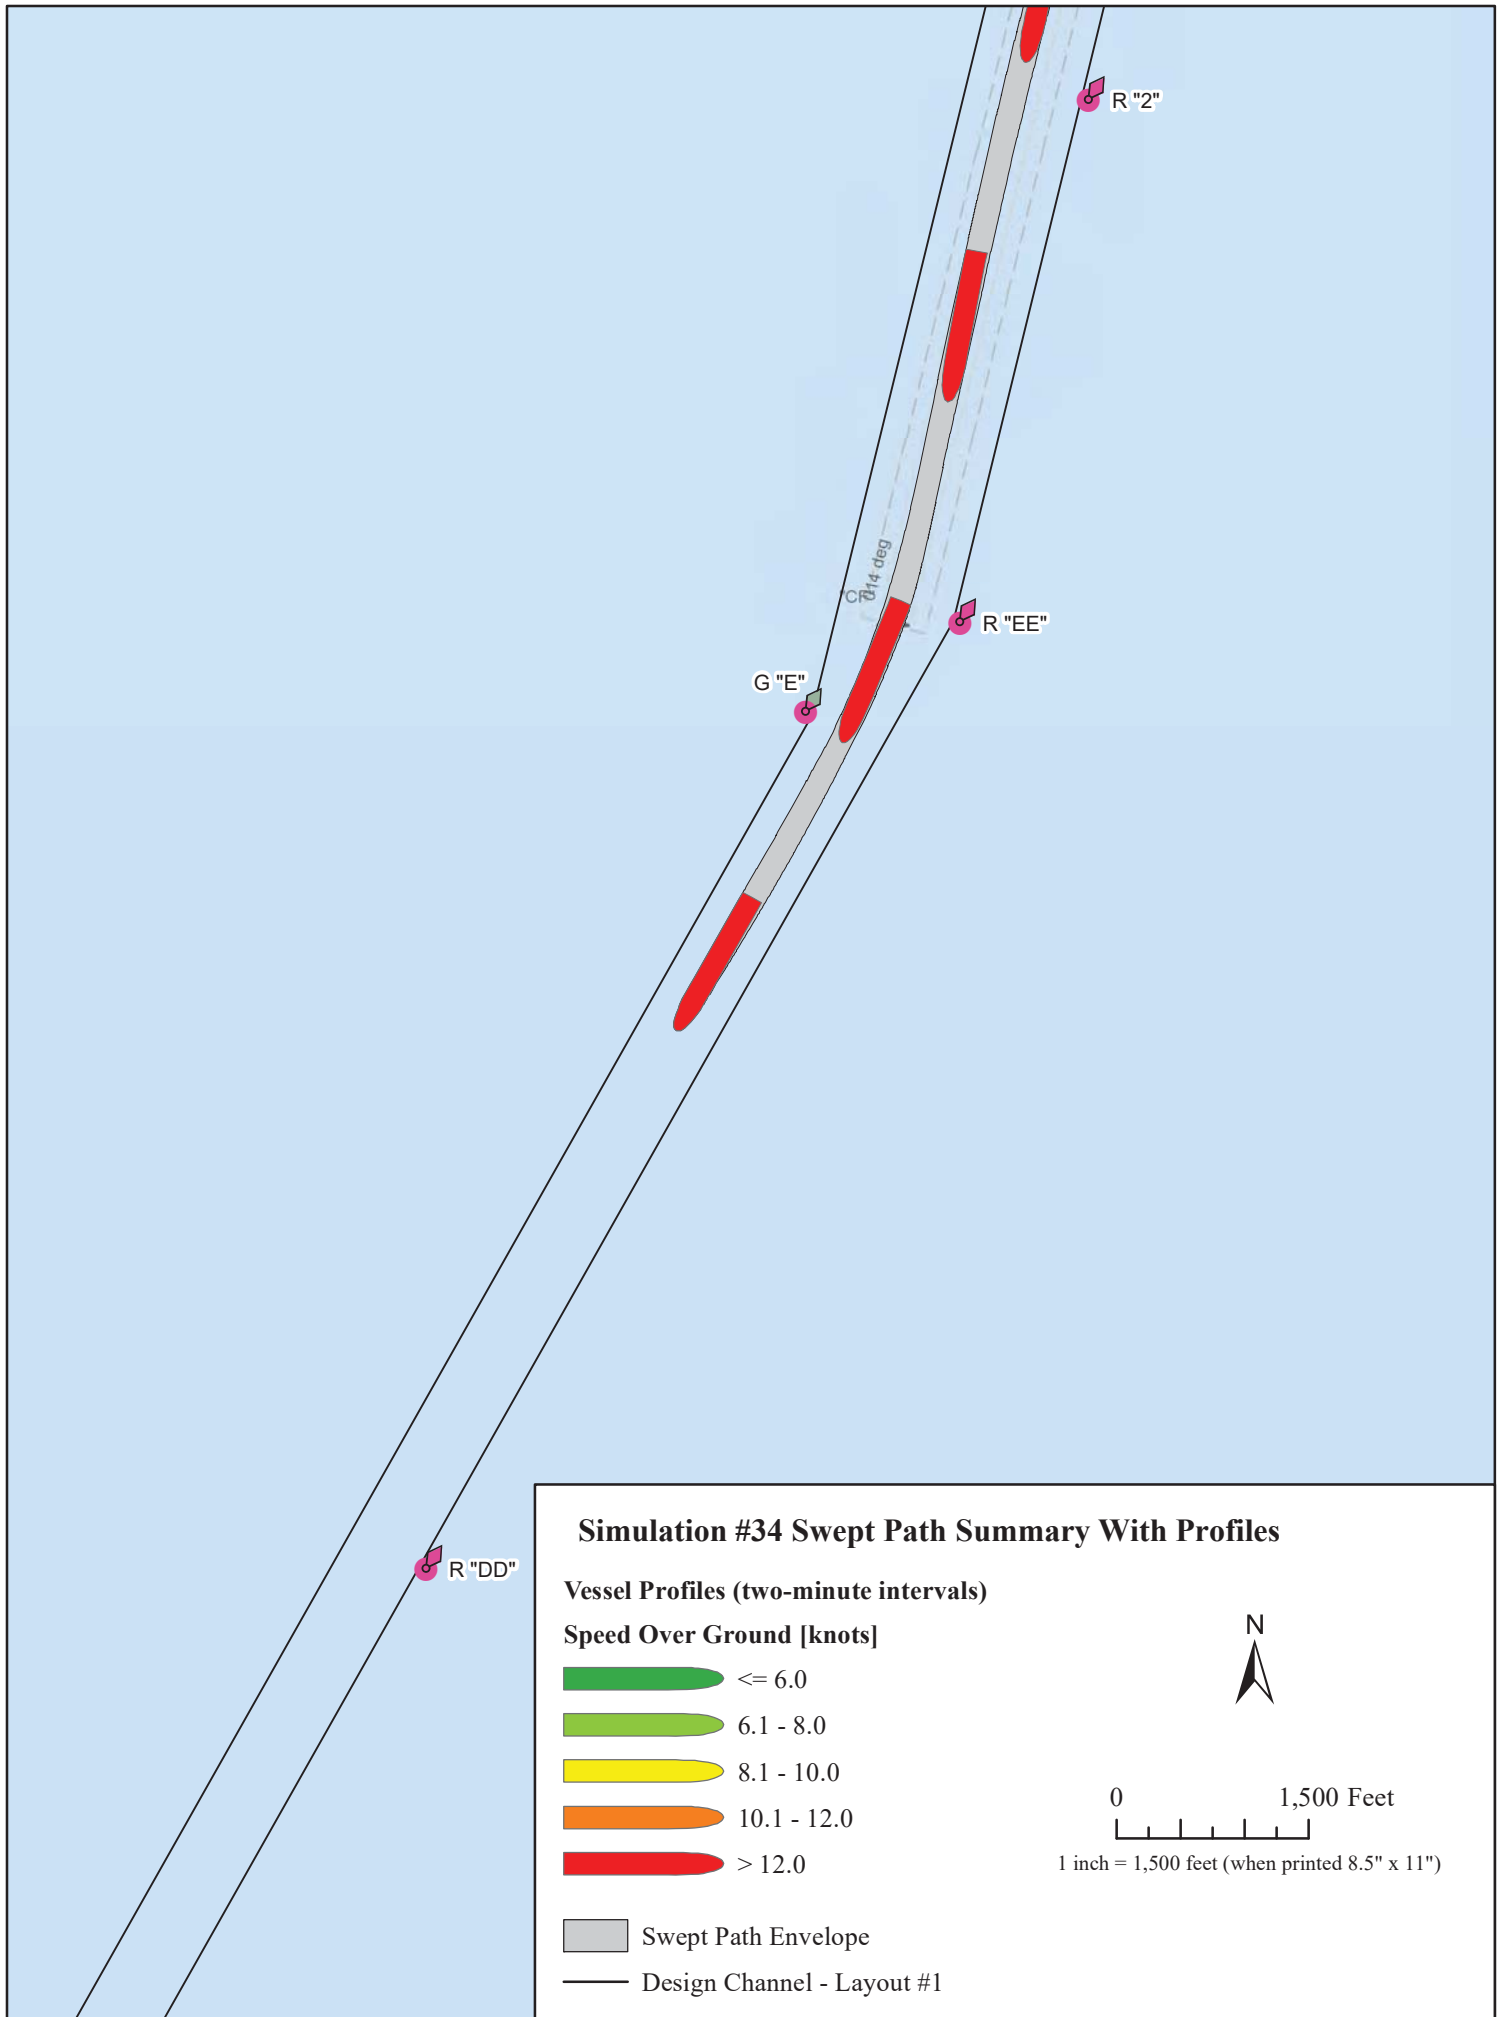 R "2"
014 deg
R "EE"
G "E"
R "DD"
Simulation #34 Swept Path Summary With Profiles
Vessel Profiles (two-minute intervals)
Speed Over Ground [knots]
<= 6.0
6.1 - 8.0
8.1 - 10.0
10.1 - 12.0
> 12.0
Swept Path Envelope
Design Channel - Layout #1
N
0 1,500 Feet
1 inch = 1,500 feet (when printed 8.5" x 11")